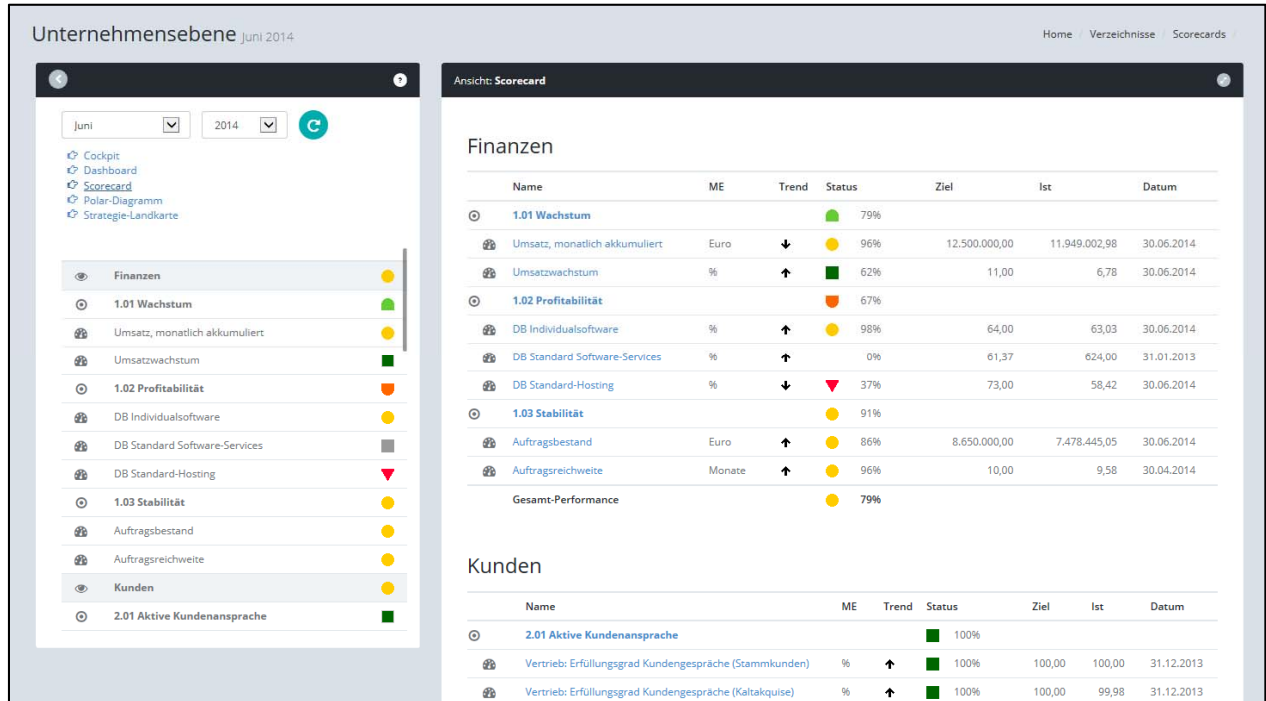 Unternehmensebene Juni 2014
Home / Verzeichnisse / Scorecards /
?
Juni
2014
Cockpit
Dashboard
Scorecard
Polar-Diagramm
Strategie-Landkarte
Finanzen
1.01 Wachstum
Umsatz, monatlich akkumuliert
Umsatzwachstum
1.02 Profitabilität
DB Individualsoftware
DB Standard Software-Services
DB Standard-Hosting
1.03 Stabilität
Auftragsbestand
Auftragsreichweite
Kunden
2.01 Aktive Kundenansprache
Ansicht: Scorecard
Finanzen
Name ME Trend Status Ziel Ist Datum
1.01 Wachstum 79%
Umsatz, monatlich akkumuliert Euro 96% 12.500.000,00 11.949.002,98 30.06.2014
Umsatzwachstum % 62% 11,00 6,78 30.06.2014
1.02 Profitabilität 67%
DB Individualsoftware % 98% 64,00 63,03 30.06.2014
DB Standard Software-Services % 0% 61,37 624,00 31.01.2013
DB Standard-Hosting % 37% 73,00 58,42 30.06.2014
1.03 Stabilität 91%
Auftragsbestand Euro 86% 8.650.000,00 7.478.445,05 30.06.2014
Auftragsreichweite Monate 96% 10,00 9,58 30.04.2014
Gesamt-Performance 79%
Kunden
Name ME Trend Status Ziel Ist Datum
2.01 Aktive Kundenansprache 100%
Vertrieb: Erfüllungsgrad Kundengespräche (Stammkunden) % 100% 100,00 100,00 31.12.2013
Vertrieb: Erfüllungsgrad Kundengespräche (Kaltakquise) % 100% 100,00 99,98 31.12.2013